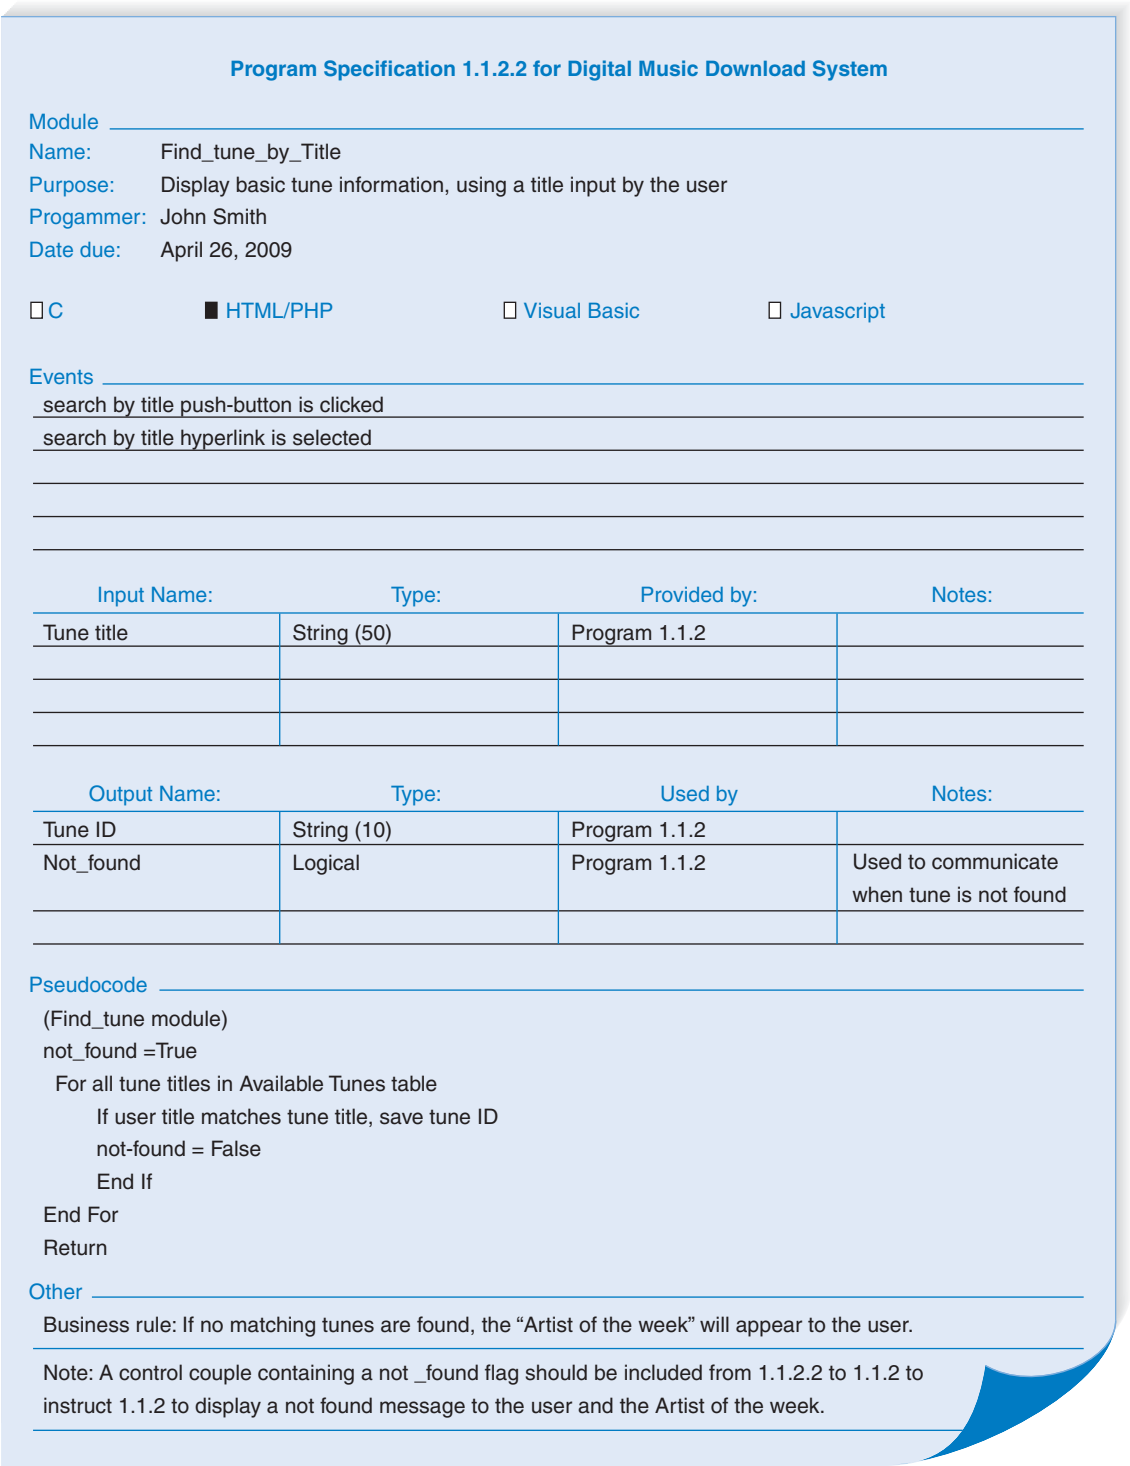 Program Specification 1.1.2.2 for Digital Music Download System
Module
Name: Find_tune_by_Title
Purpose: Display basic tune information, using a title input by the user
Progammer: John Smith
Date due: April 26, 2009
C HTML/PHP Visual Basic Javascript
Events
search by title push-button is clicked
search by title hyperlink is selected
Input Name: Type: Provided by: Notes:
Tune title String (50) Program 1.1.2
Output Name: Type: Used by Notes:
Tune ID String (10) Program 1.1.2
Not_found Logical Program 1.1.2 Used to communicate
when tune is not found
Pseudocode
(Find_tune module)
not_found =True
For all tune titles in Available Tunes table
If user title matches tune title, save tune ID
not-found = False
End If
End For
Return
Other
Business rule: If no matching tunes are found, the “Artist of the week” will appear to the user.
Note: A control couple containing a not _found flag should be included from 1.1.2.2 to 1.1.2 to
instruct 1.1.2 to display a not found message to the user and the Artist of the week.